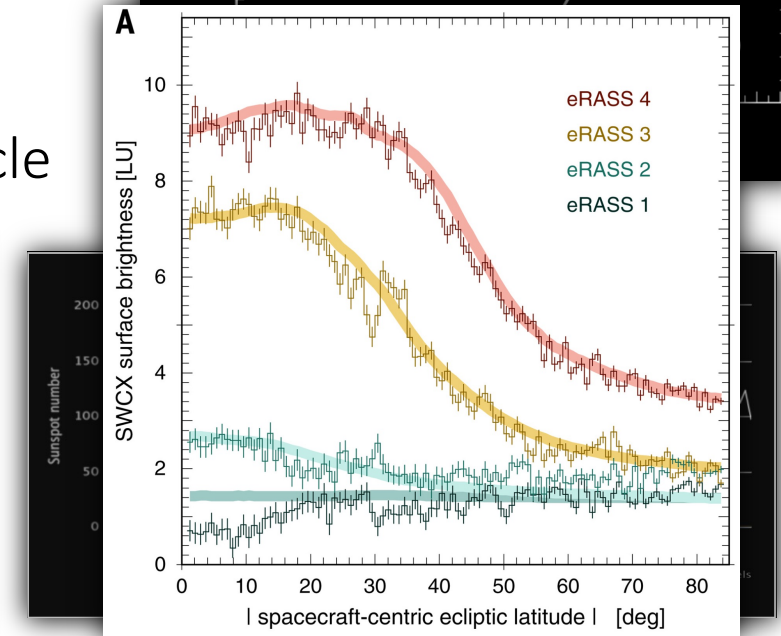 cle
A
eRASS 4
eRASS 3
eRASS 2
eRASS 1
SWCX surface brightness [LU]
10
8
6
4
2
0
0 10 20 30 40 50 60 70 80
| spacecraft-centric ecliptic latitude | [deg]
Sunspot number
200
150
100
50
0
ls